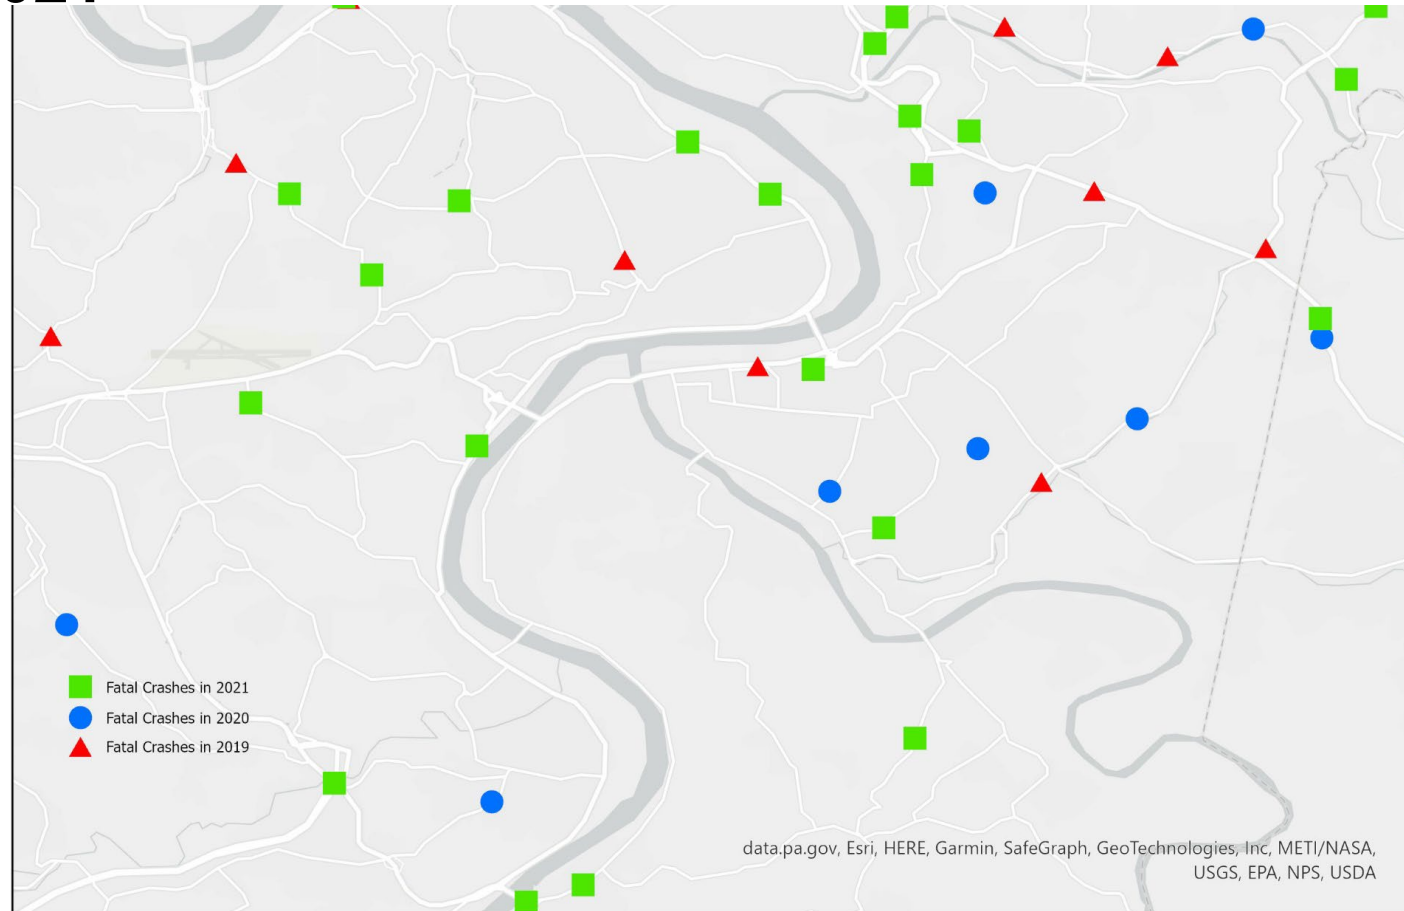 Fatal Crashes in 2021
Fatal Crashes in 2020
Fatal Crashes in 2019
data.pa.gov, Esri, HERE, Garmin, SafeGraph, GeoTechnologies, Inc, METI/NASA,
USGS, EPA, NPS, USDA